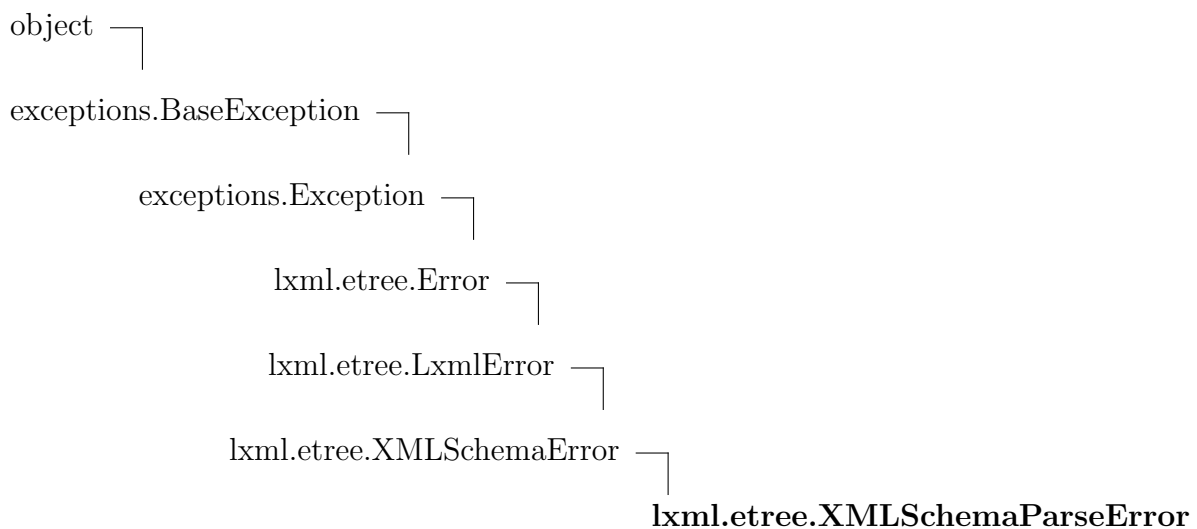 object
exceptions.BaseException
exceptions.Exception
lxml.etree.Error
lxml.etree.LxmlError
lxml.etree.XMLSchemaError
lxml.etree.XMLSchemaParseError